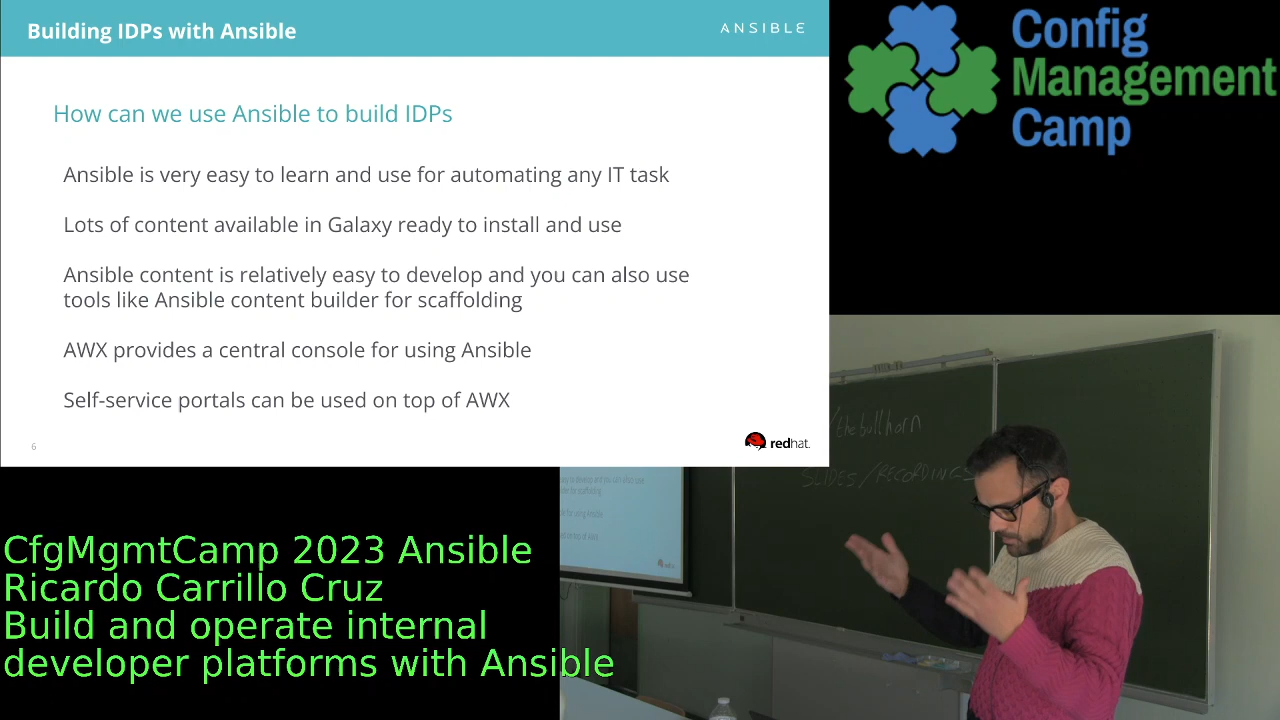 Building IDPs with Ansible
ANSIBLE
How can we use Ansible to build IDPs
Ansible is very easy to learn and use for automating any IT task
Lots of content available in Galaxy ready to install and use
Ansible content is relatively easy to develop and you can also use
tools like Ansible content builder for scaffolding
AWX provides a central console for using Ansible
Self-service portals can be used on top of AWX
6
redhat.
Config
Management
Camp
/thebullhorn
SLIDES/RECORDINGS
CfgMgmtCamp 2023 Ansible
Ricardo Carrillo Cruz
Build and operate internal
developer platforms with Ansible